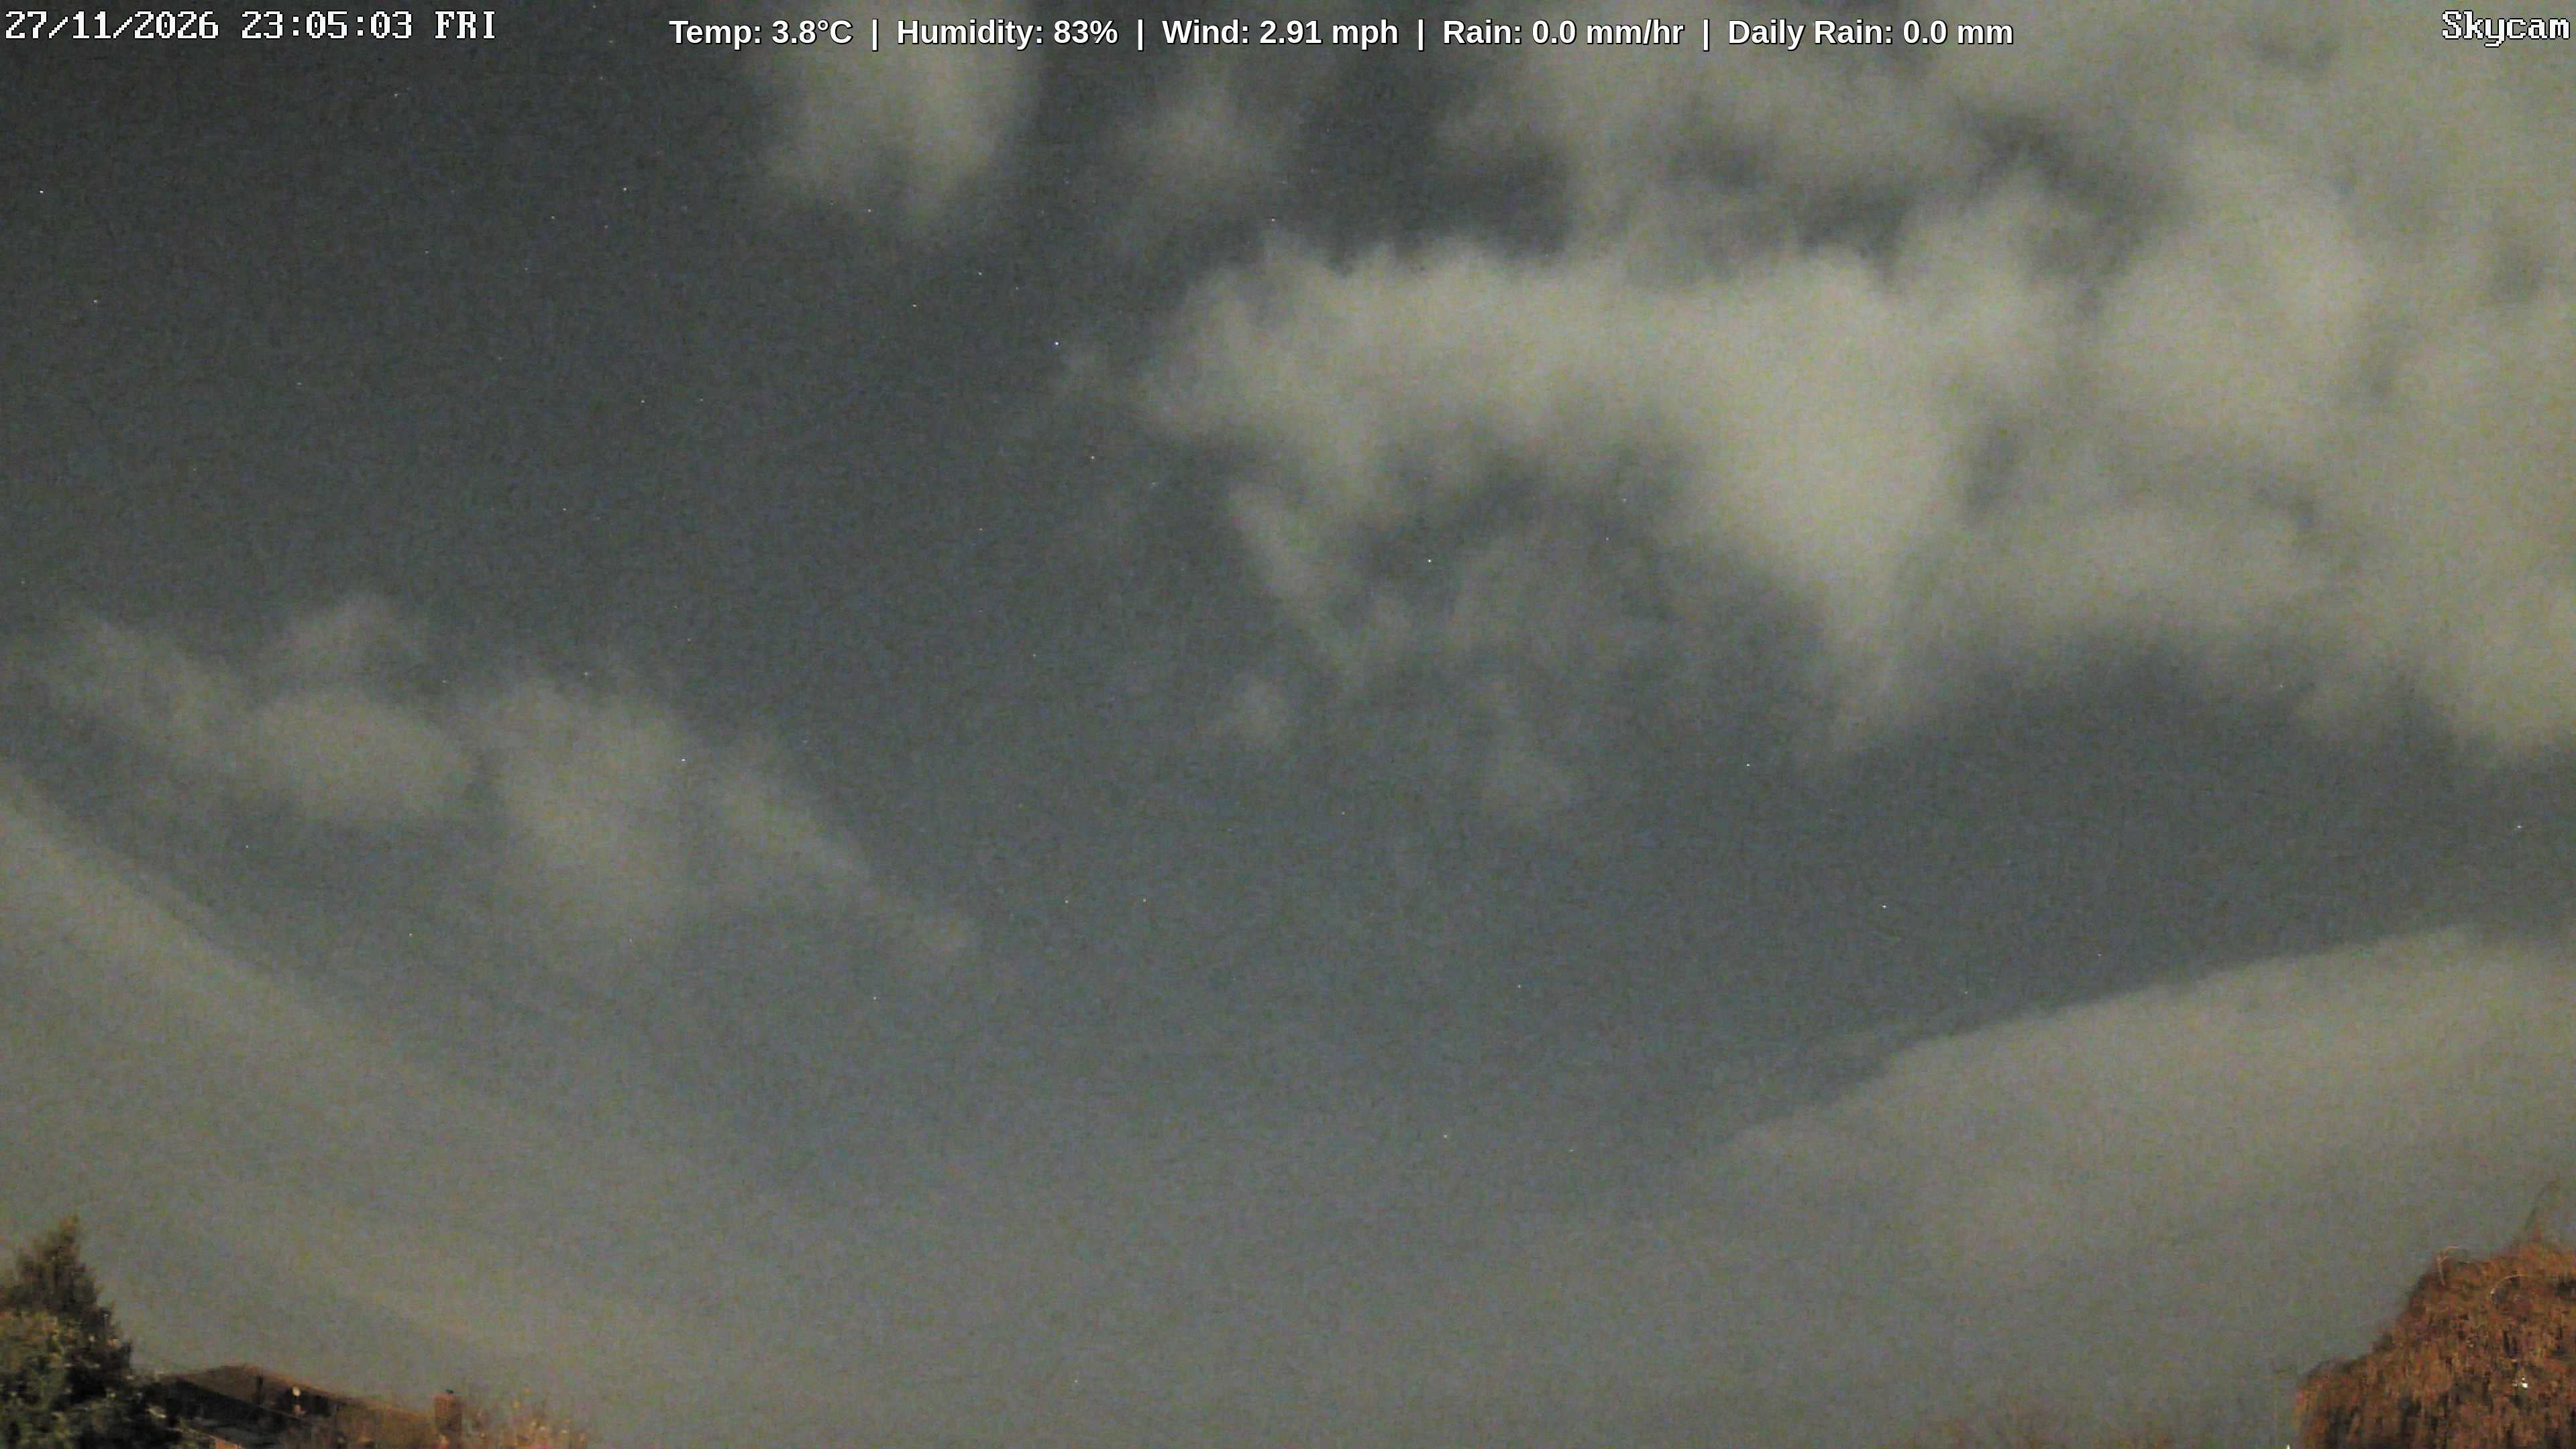 27/11/2026 23:05:03 FRI
Temp: 3.8°C | Humidity: 83% | Wind: 2.91 mph | Rain: 0.0 mm/hr | Daily Rain: 0.0 mm
Skycam